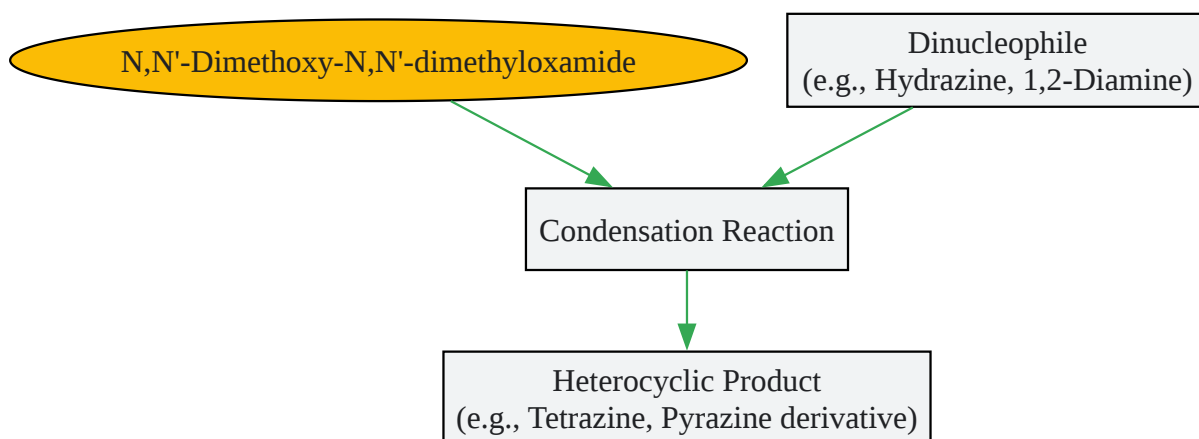 N,N'-Dimethoxy-N,N'-dimethyloxamide
Dinucleophile
(e.g., Hydrazine, 1,2-Diamine)
Condensation Reaction
Heterocyclic Product
(e.g., Tetrazine, Pyrazine derivative)